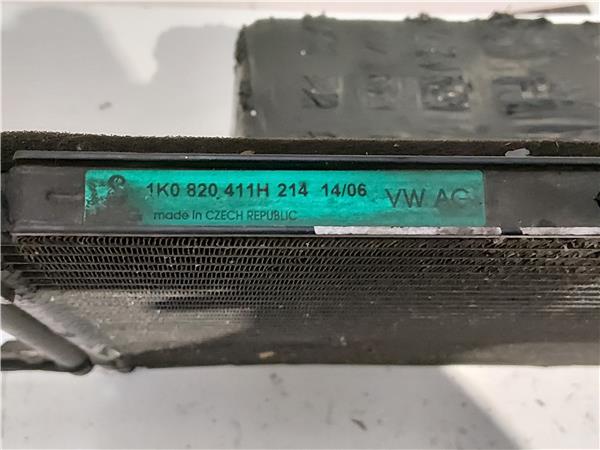 1K0 820 411H 214 14/06 VW AG
made in CZECH REPUBLIC